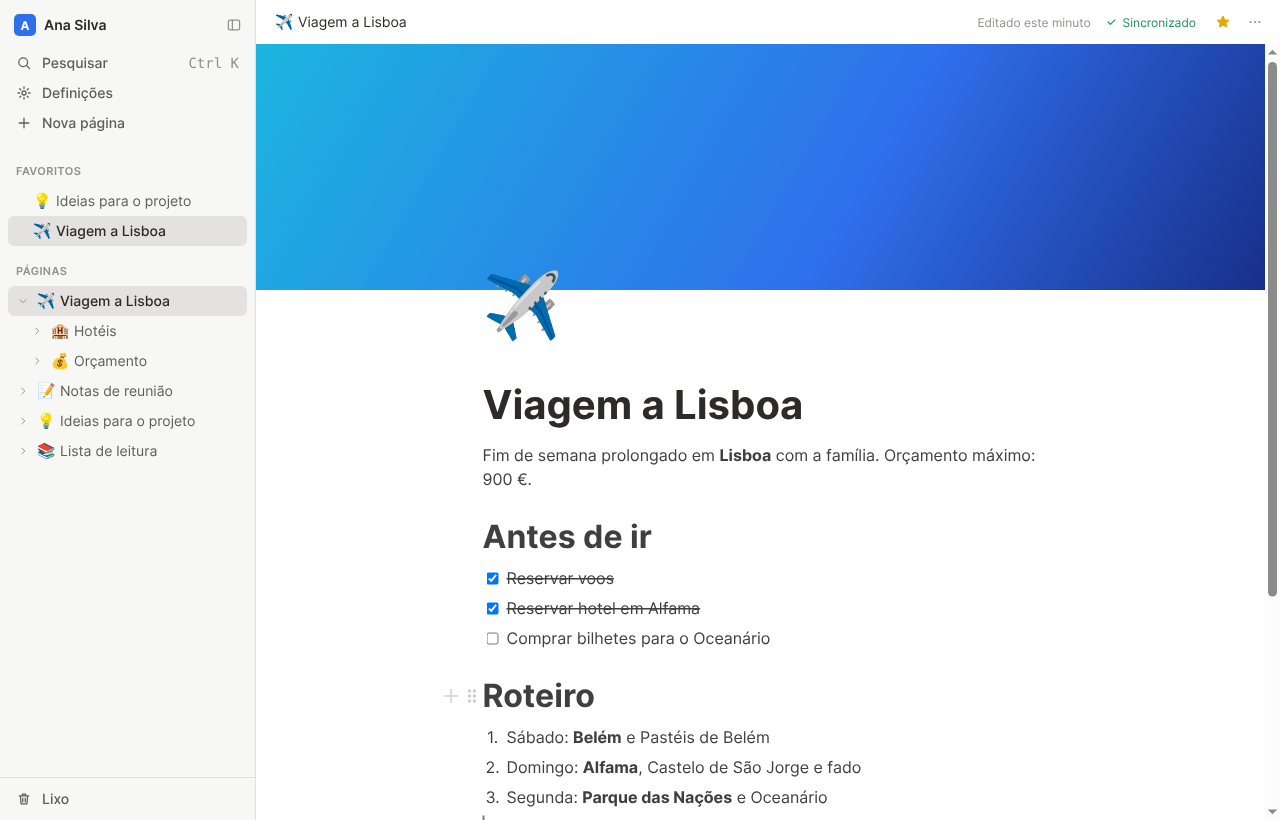 A Ana Silva
Pesquisar Ctrl K
Definições
Nova página
FAVORITOS
Ideias para o projeto
Viagem a Lisboa
PÁGINAS
Viagem a Lisboa
Hotéis
Orçamento
Notas de reunião
Ideias para o projeto
Lista de leitura
Lixo
Viagem a Lisboa
Editado este minuto
Sincronizado
Viagem a Lisboa
Fim de semana prolongado em Lisboa com a família. Orçamento máximo:
900 €.
Antes de ir
Reservar voos
Reservar hotel em Alfama
Comprar bilhetes para o Oceanário
Roteiro
1. Sábado: Belém e Pastéis de Belém
2. Domingo: Alfama, Castelo de São Jorge e fado
3. Segunda: Parque das Nações e Oceanário